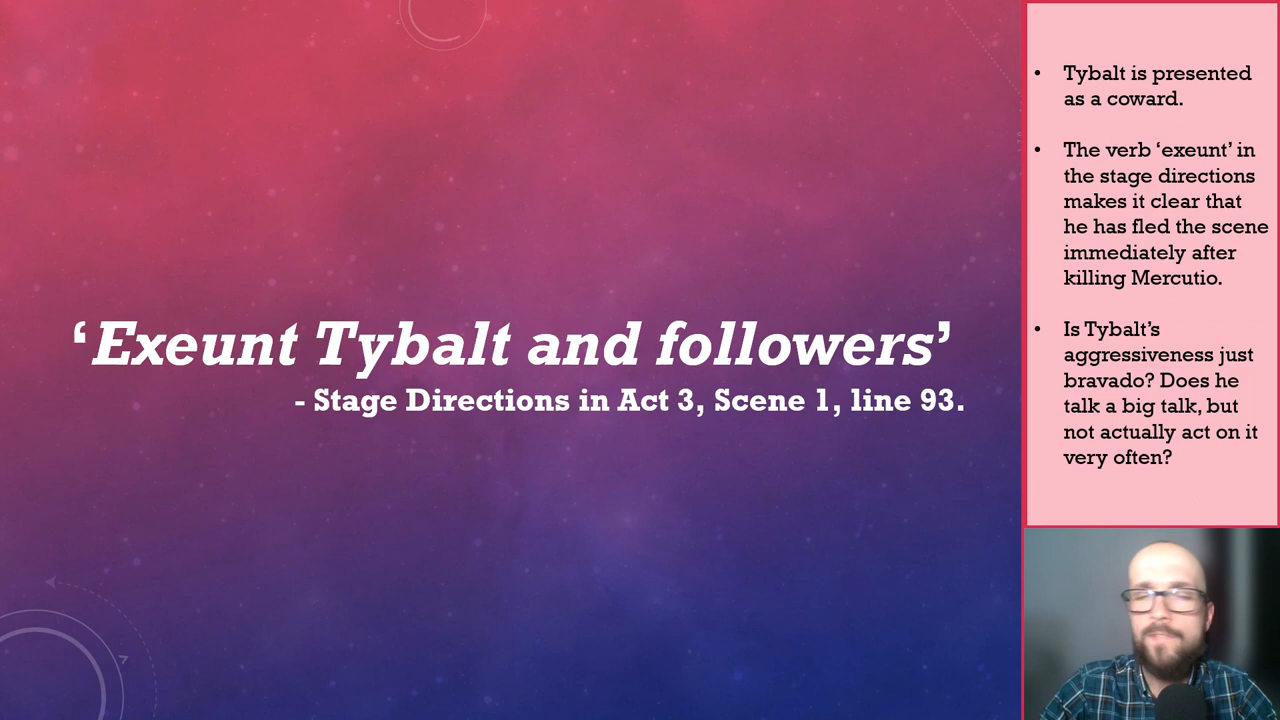 ‘Exeunt Tybalt and followers’
- Stage Directions in Act 3, Scene 1, line 93.
• Tybalt is presented
as a coward.
• The verb ‘exeunt’ in
the stage directions
makes it clear that
he has fled the scene
immediately after
killing Mercutio.
• Is Tybalt’s
aggressiveness just
bravado? Does he
talk a big talk, but
not actually act on it
very often?